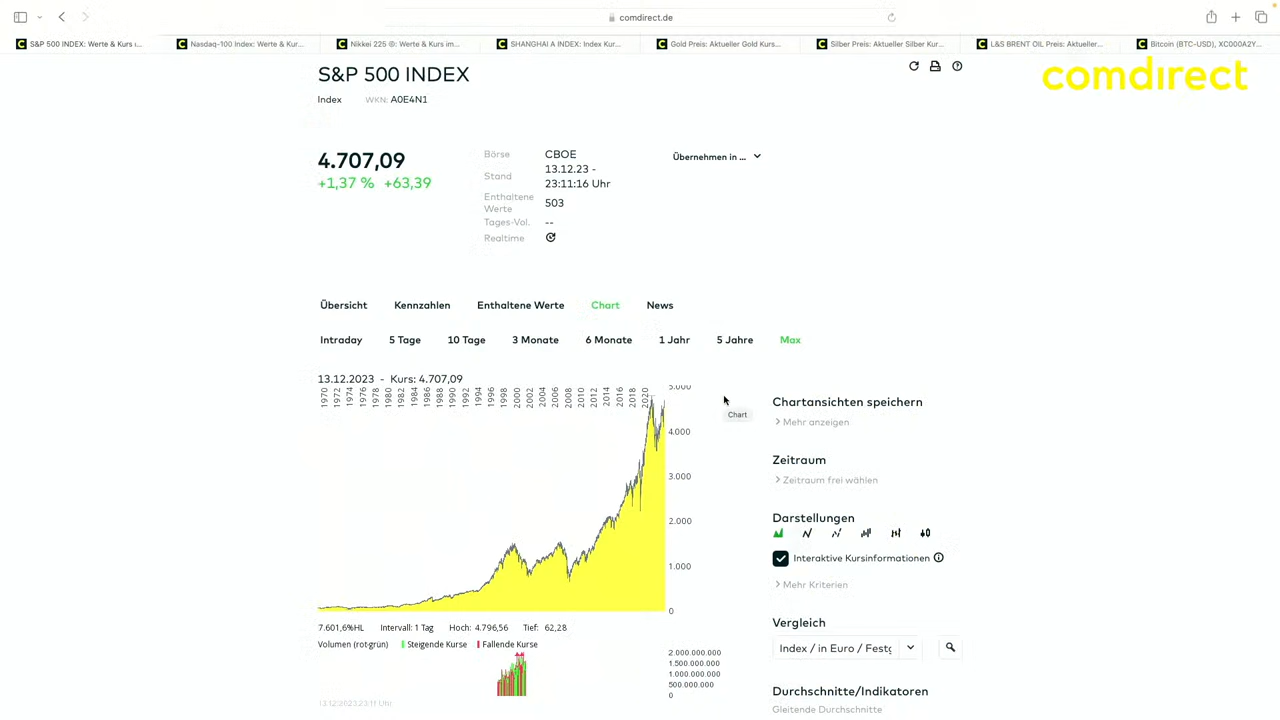 comdirect.de
S&P 500 INDEX: Werte & Kurs i...
Nasdaq-100 Index: Werte & Kur...
Nikkei 225 ©: Werte & Kurs im...
SHANGHAI A INDEX: Index Kur...
Gold Preis: Aktueller Gold Kurs...
Silber Preis: Aktueller Silber Kur...
L&S BRENT OIL Preis: Aktueller...
Bitcoin (BTC-USD), XC000A2Y...
S&P 500 INDEX
comdirect
Index WKN: A0E4N1
4.707,09
+1,37 % +63,39
Börse CBOE
Stand 13.12.23 -
23:11:16 Uhr
Enthaltene
Werte 503
Tages-Vol. --
Realtime
Übernehmen in ...
Übersicht Kennzahlen Enthaltene Werte Chart News
Intraday 5 Tage 10 Tage 3 Monate 6 Monate 1 Jahr 5 Jahre Max
13.12.2023 - Kurs: 4.707,09
1970 1972 1974 1976 1978 1980 1982 1984 1986 1988 1990 1992 1994 1996 1998 2000 2002 2004 2006 2008 2010 2012 2014 2016 2018 2020
5.000
4.000
3.000
2.000
1.000
0
Chart
7.601,6%HL Intervall: 1 Tag Hoch: 4.796,56 Tief: 62,28
Volumen (rot-grün) Steigende Kurse Fallende Kurse
2.000.000.000
1.500.000.000
1.000.000.000
500.000.000
0
13.12.2023 23:11 Uhr
Chartansichten speichern
Mehr anzeigen
Zeitraum
Zeitraum frei wählen
Darstellungen
Interaktive Kursinformationen
Mehr Kriterien
Vergleich
Index / in Euro / Festg
Durchschnitte/Indikatoren
Gleitende Durchschnitte